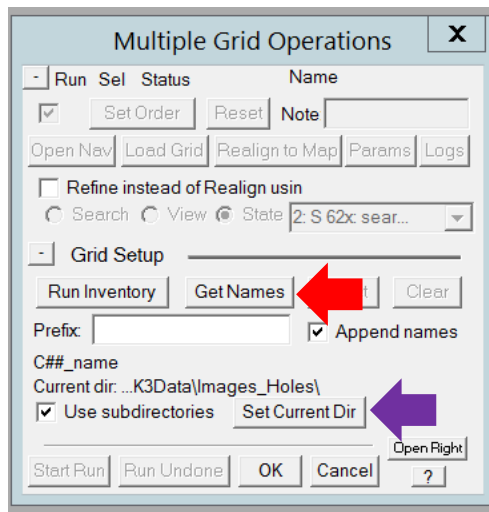 Multiple Grid Operations X
- Run Sel Status Name
Set Order Reset Note
Open Nav Load Grid Realign to Map Params Logs
Refine instead of Realign usin
Search View State 2: S 62x: sear...
- Grid Setup
Run Inventory Get Names t Clear
Prefix: Append names
C##_name
Current dir: ...K3Data\Images_Holes\
Use subdirectories Set Current Dir
Open Right
Start Run Run Undone OK Cancel ?